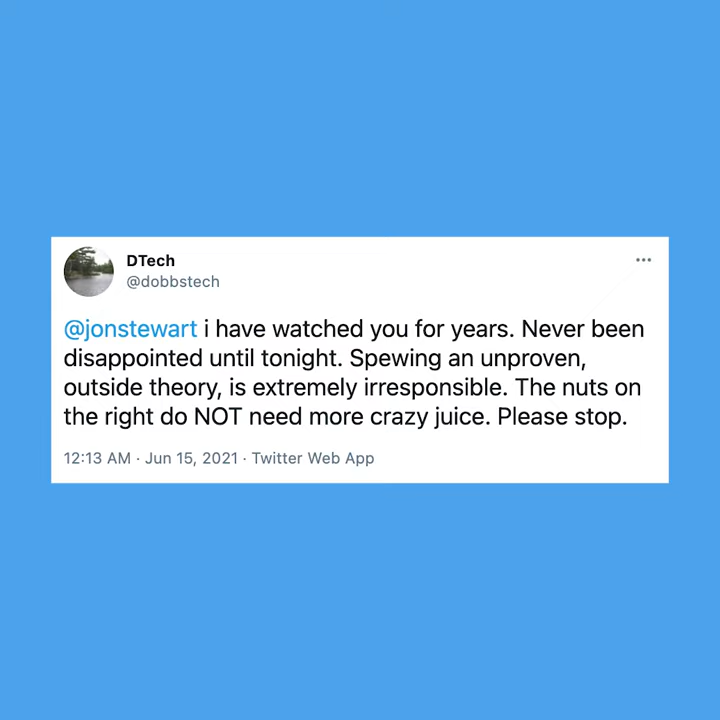 DTech
@dobbstech
@jonstewart i have watched you for years. Never been
disappointed until tonight. Spewing an unproven,
outside theory, is extremely irresponsible. The nuts on
the right do NOT need more crazy juice. Please stop.
12:13 AM · Jun 15, 2021 · Twitter Web App